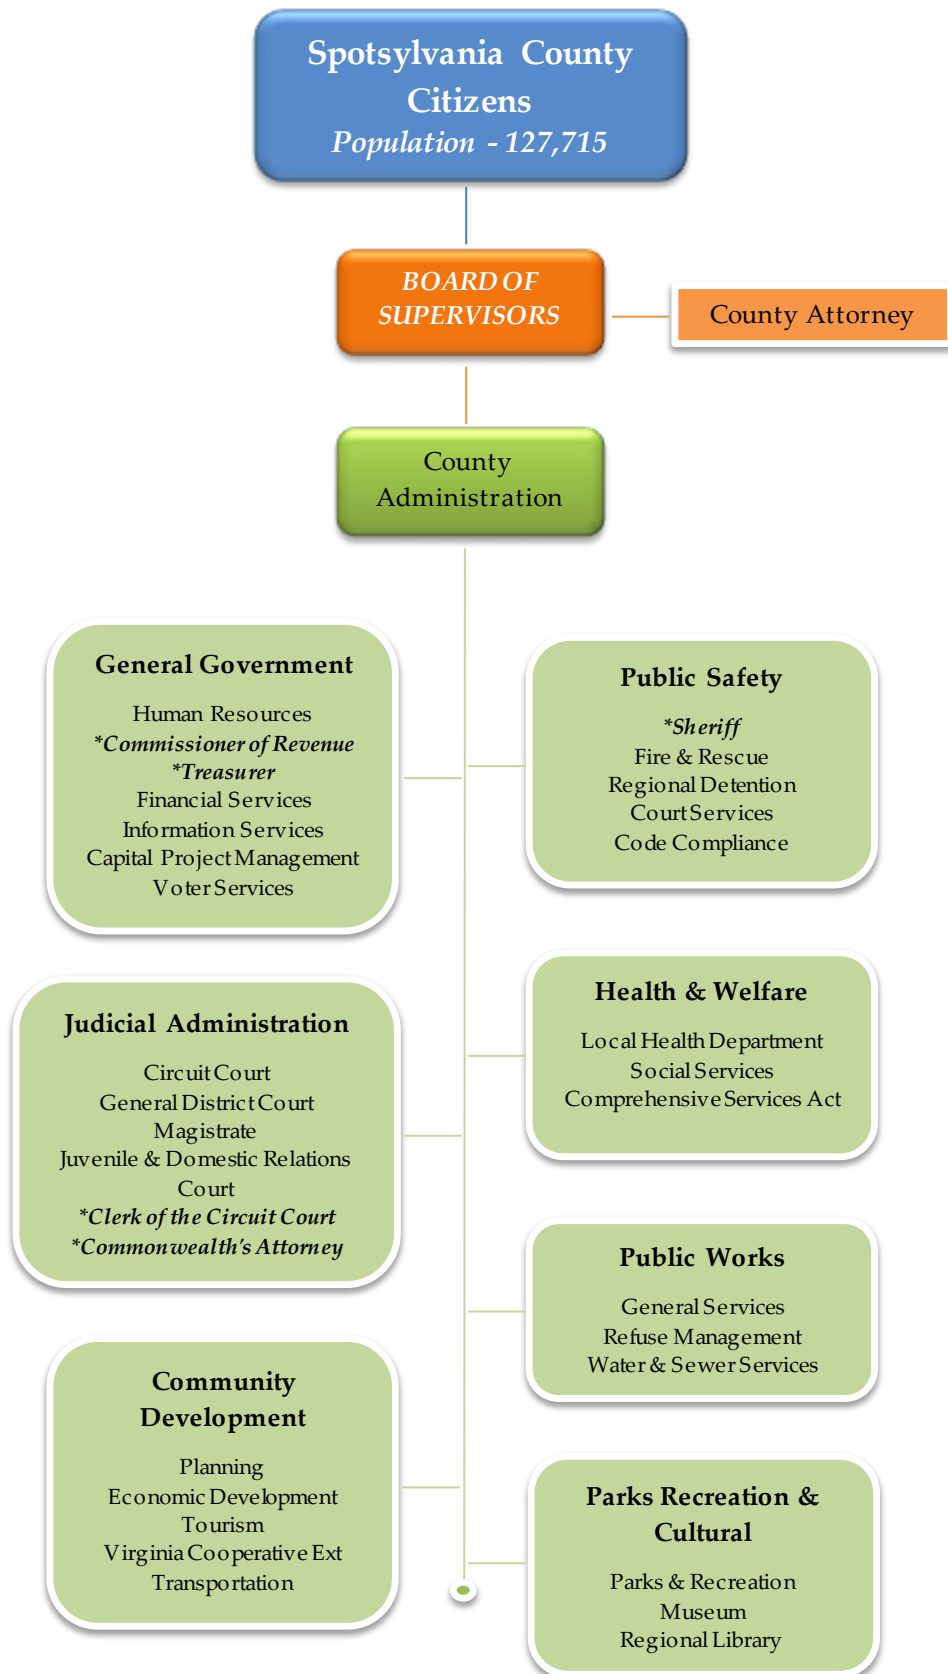 Spotsylvania County
Citizens
Population - 127,715
BOARD OF
SUPERVISORS
County Attorney
County
Administration
General Government
Human Resources
*Commissioner of Revenue
*Treasurer
Financial Services
Information Services
Capital Project Management
Voter Services
Public Safety
*Sheriff
Fire & Rescue
Regional Detention
Court Services
Code Compliance
Judicial Administration
Circuit Court
General District Court
Magistrate
Juvenile & Domestic Relations
Court
*Clerk of the Circuit Court
*Commonwealth's Attorney
Health & Welfare
Local Health Department
Social Services
Comprehensive Services Act
Public Works
General Services
Refuse Management
Water & Sewer Services
Community
Development
Planning
Economic Development
Tourism
Virginia Cooperative Ext
Transportation
Parks Recreation &
Cultural
Parks & Recreation
Museum
Regional Library